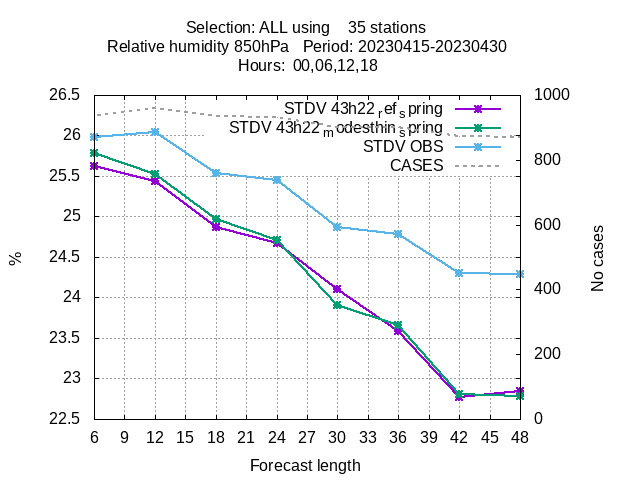 Selection: ALL using    35 stations
Relative humidity 850hPa   Period: 20230415-20230430
Hours:  00,06,12,18
STDV 43h22ref spring
STDV 43h22modesthinspring
STDV OBS
CASES
26.5
26
25.5
25
24.5
24
23.5
23
22.5
1000
800
600
400
200
0
%
No cases
6 9 12 15 18 21 24 27 30 33 36 39 42 45 48
Forecast length